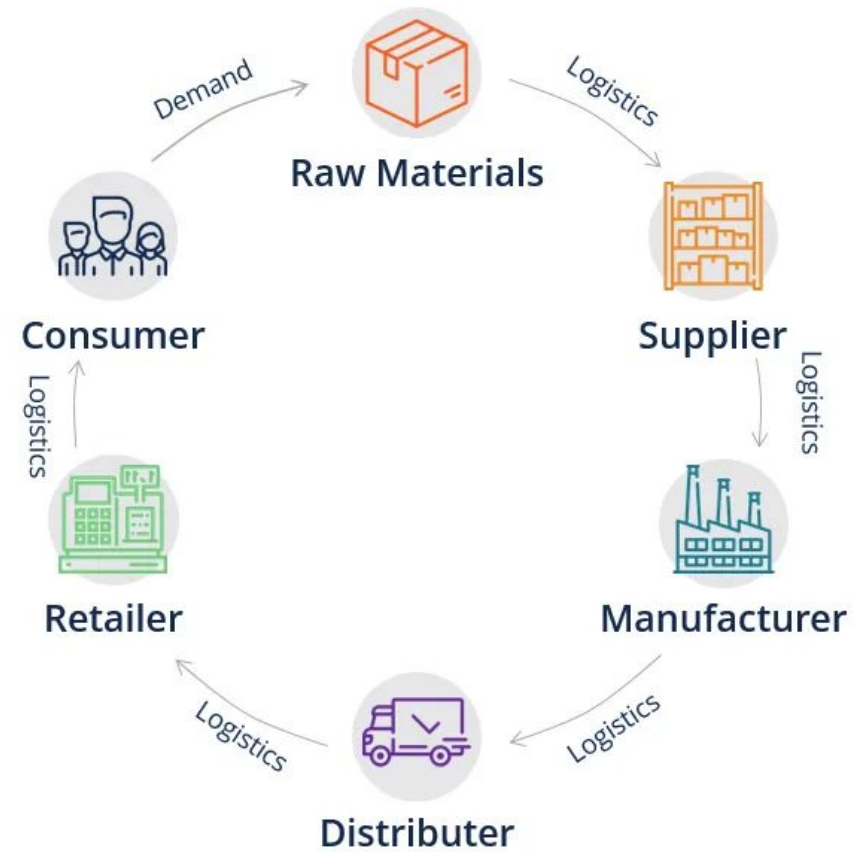 Demand
Logistics
Raw Materials
Consumer
Supplier
Logistics
Logistics
Retailer
Manufacturer
Logistics
Logistics
Distributer